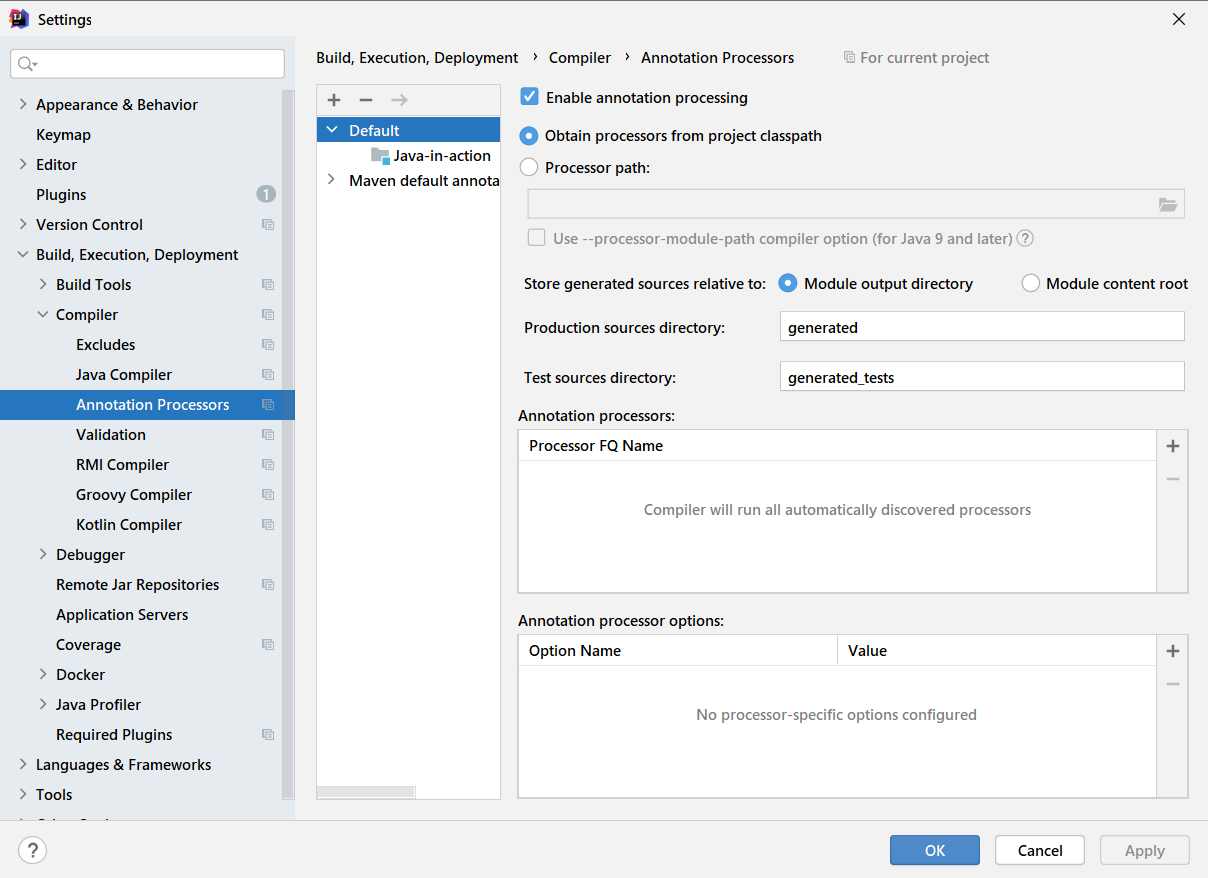 Settings
Appearance & Behavior
Keymap
Editor
Plugins 1
Version Control
Build, Execution, Deployment
Build Tools
Compiler
Excludes
Java Compiler
Annotation Processors
Validation
RMI Compiler
Groovy Compiler
Kotlin Compiler
Debugger
Remote Jar Repositories
Application Servers
Coverage
Docker
Java Profiler
Required Plugins
Languages & Frameworks
Tools
Build, Execution, Deployment › Compiler › Annotation Processors For current project
Default
Java-in-action
Maven default annota
Enable annotation processing
Obtain processors from project classpath
Processor path:
Use --processor-module-path compiler option (for Java 9 and later) ?
Store generated sources relative to: Module output directory Module content root
Production sources directory: generated
Test sources directory: generated_tests
Annotation processors:
Processor FQ Name
Compiler will run all automatically discovered processors
Annotation processor options:
Option Name Value
No processor-specific options configured
? OK Cancel Apply